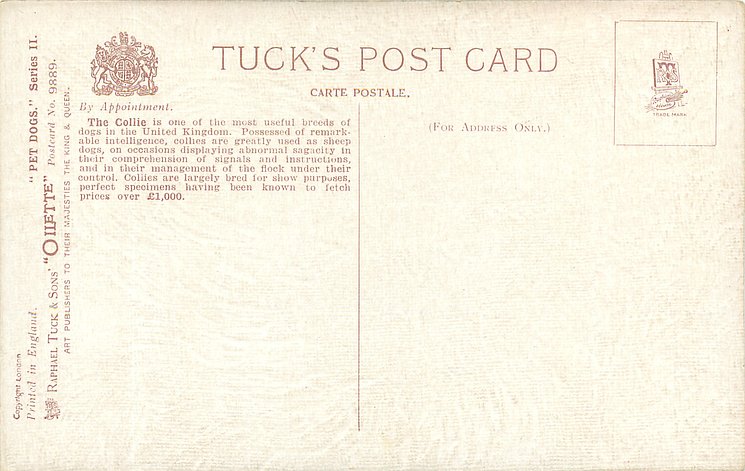 TUCK'S POST CARD
CARTE POSTALE.
By Appointment.
The Collie is one of the most useful breeds of
dogs in the United Kingdom. Possessed of remark-
able intelligence, collies are greatly used as sheep
dogs, on occasions displaying abnormal sagacity in
their comprehension of signals and instructions,
and in their management of the flock under their
control. Collies are largely bred for show purposes,
perfect specimens having been known to fetch
prices over £1,000.
(FOR ADDRESS ONLY.)
TRADE MARK
Copyright London
Printed in England. "PET DOGS." Series II.
RAPHAEL TUCK & SONS' "OILETTE" Postcard No. 9889.
ART PUBLISHERS TO THEIR MAJESTIES THE KING & QUEEN.